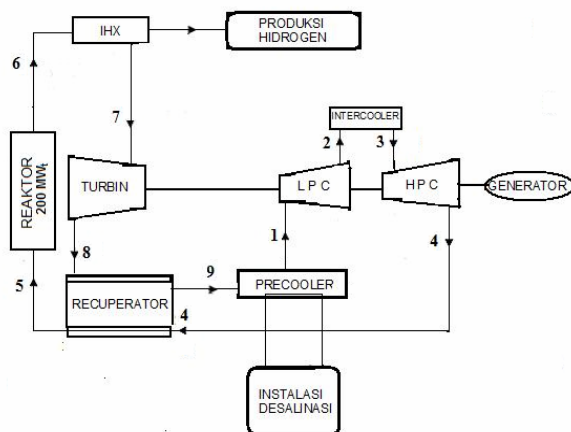 IHX
PRODUKSI
HIDROGEN
6
7
INTERCOOLER
2
3
REAKTOR
200 MWt
TURBIN
L P C
H P C
GENERATOR
1
4
8
9
5
RECUPERATOR
PRECOOLER
4
INSTALASI
DESALINASI